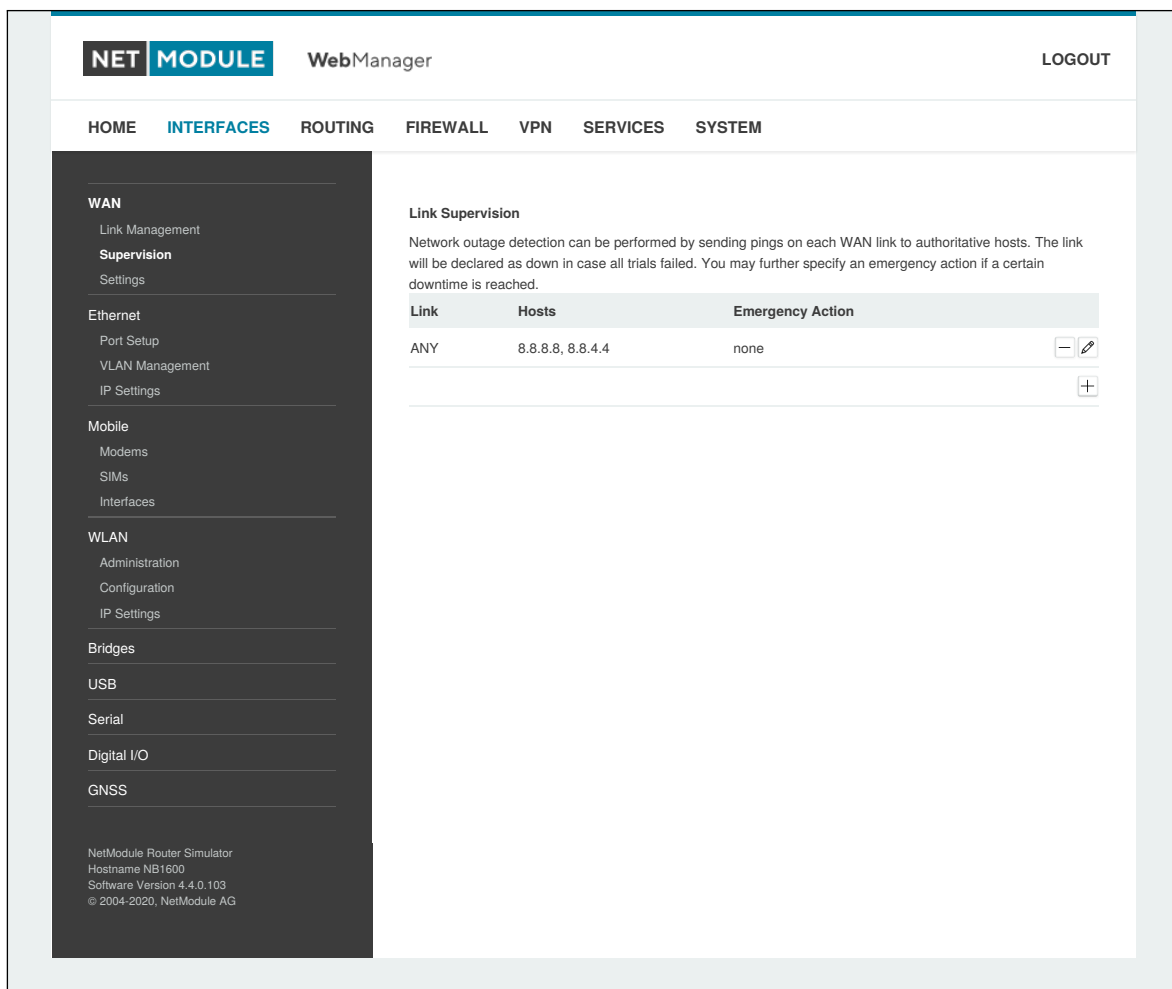 NET MODULE WebManager LOGOUT
HOME INTERFACES ROUTING FIREWALL VPN SERVICES SYSTEM
WAN
Link Management
Supervision
Settings
Ethernet
Port Setup
VLAN Management
IP Settings
Mobile
Modems
SIMs
Interfaces
WLAN
Administration
Configuration
IP Settings
Bridges
USB
Serial
Digital I/O
GNSS
NetModule Router Simulator
Hostname NB1600
Software Version 4.4.0.103
© 2004-2020, NetModule AG
Link Supervision
Network outage detection can be performed by sending pings on each WAN link to authoritative hosts. The link
will be declared as down in case all trials failed. You may further specify an emergency action if a certain
downtime is reached.
Link Hosts Emergency Action
ANY 8.8.8.8, 8.8.4.4 none